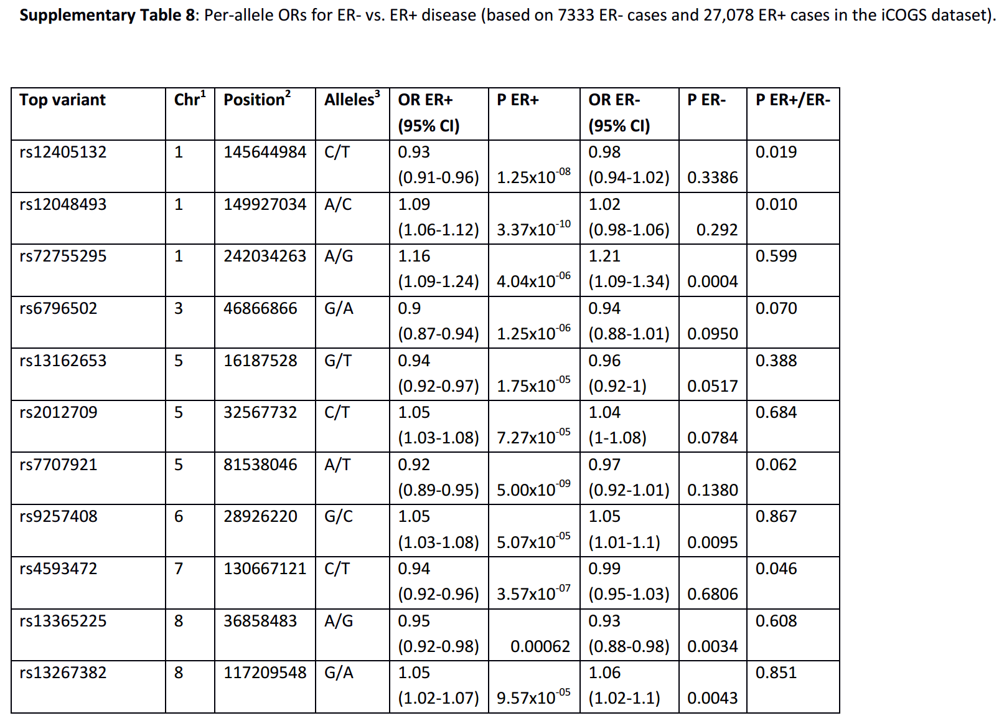 Supplementary Table 8: Per-allele ORs for ER- vs. ER+ disease (based on 7333 ER- cases and 27,078 ER+ cases in the iCOGS dataset).
Top variant Chr¹ Position² Alleles³ OR ER+ P ER+ OR ER- P ER- P ER+/ER-
(95% CI) (95% CI)
rs12405132 1 145644984 C/T 0.93 0.98 0.019
(0.91-0.96) 1.25x10⁻⁰⁸ (0.94-1.02) 0.3386
rs12048493 1 149927034 A/C 1.09 1.02 0.010
(1.06-1.12) 3.37x10⁻¹⁰ (0.98-1.06) 0.292
rs72755295 1 242034263 A/G 1.16 1.21 0.599
(1.09-1.24) 4.04x10⁻⁰⁶ (1.09-1.34) 0.0004
rs6796502 3 46866866 G/A 0.9 0.94 0.070
(0.87-0.94) 1.25x10⁻⁰⁶ (0.88-1.01) 0.0950
rs13162653 5 16187528 G/T 0.94 0.96 0.388
(0.92-0.97) 1.75x10⁻⁰⁵ (0.92-1) 0.0517
rs2012709 5 32567732 C/T 1.05 1.04 0.684
(1.03-1.08) 7.27x10⁻⁰⁵ (1-1.08) 0.0784
rs7707921 5 81538046 A/T 0.92 0.97 0.062
(0.89-0.95) 5.00x10⁻⁰⁹ (0.92-1.01) 0.1380
rs9257408 6 28926220 G/C 1.05 1.05 0.867
(1.03-1.08) 5.07x10⁻⁰⁵ (1.01-1.1) 0.0095
rs4593472 7 130667121 C/T 0.94 0.99 0.046
(0.92-0.96) 3.57x10⁻⁰⁷ (0.95-1.03) 0.6806
rs13365225 8 36858483 A/G 0.95 0.93 0.608
(0.92-0.98) 0.00062 (0.88-0.98) 0.0034
rs13267382 8 117209548 G/A 1.05 1.06 0.851
(1.02-1.07) 9.57x10⁻⁰⁵ (1.02-1.1) 0.0043